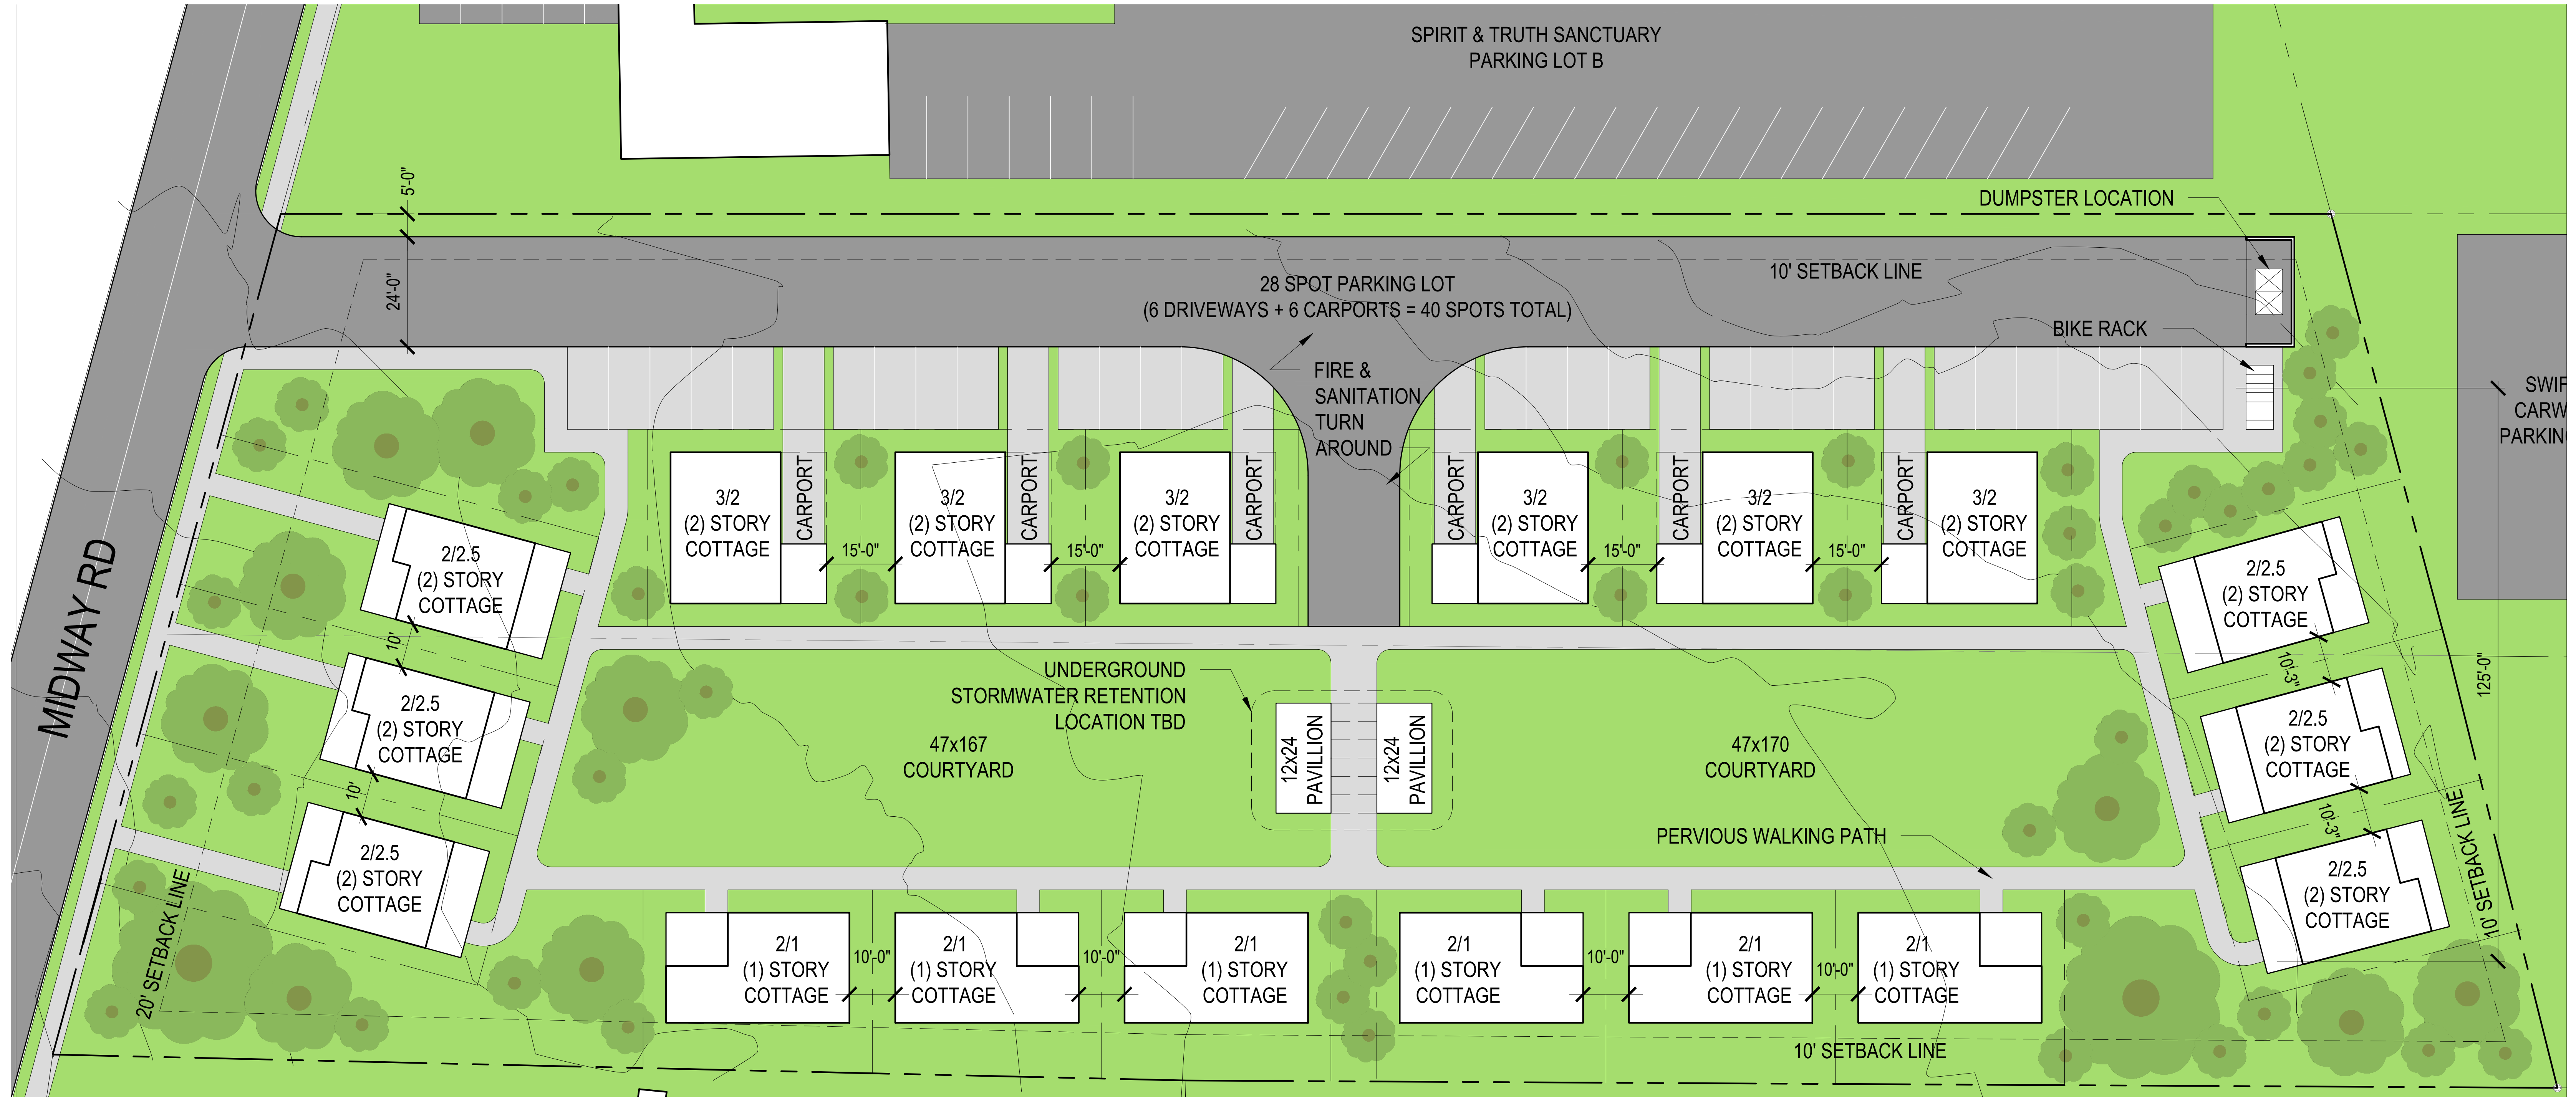 SPIRIT & TRUTH SANCTUARY
PARKING LOT B
DUMPSTER LOCATION
5'-0"
24'-0"
10' SETBACK LINE
28 SPOT PARKING LOT
(6 DRIVEWAYS + 6 CARPORTS = 40 SPOTS TOTAL)
BIKE RACK
FIRE &
SANITATION
TURN
AROUND
SWIF
CARW
PARKIN
MIDWAY RD
3/2
(2) STORY
COTTAGE
CARPORT
15'-0"
3/2
(2) STORY
COTTAGE
CARPORT
15'-0"
3/2
(2) STORY
COTTAGE
CARPORT
CARPORT
3/2
(2) STORY
COTTAGE
15'-0"
CARPORT
3/2
(2) STORY
COTTAGE
15'-0"
CARPORT
3/2
(2) STORY
COTTAGE
2/2.5
(2) STORY
COTTAGE
10'
2/2.5
(2) STORY
COTTAGE
10'
2/2.5
(2) STORY
COTTAGE
20' SETBACK LINE
UNDERGROUND
STORMWATER RETENTION
LOCATION TBD
47x167
COURTYARD
12x24
PAVILLION
12x24
PAVILLION
47x170
COURTYARD
PERVIOUS WALKING PATH
2/2.5
(2) STORY
COTTAGE
10'-3"
2/2.5
(2) STORY
COTTAGE
10'-3"
2/2.5
(2) STORY
COTTAGE
125'-0"
10' SETBACK LINE
2/1
(1) STORY
COTTAGE
10'-0"
2/1
(1) STORY
COTTAGE
10'-0"
2/1
(1) STORY
COTTAGE
2/1
(1) STORY
COTTAGE
10'-0"
2/1
(1) STORY
COTTAGE
10'-0"
2/1
(1) STORY
COTTAGE
10' SETBACK LINE